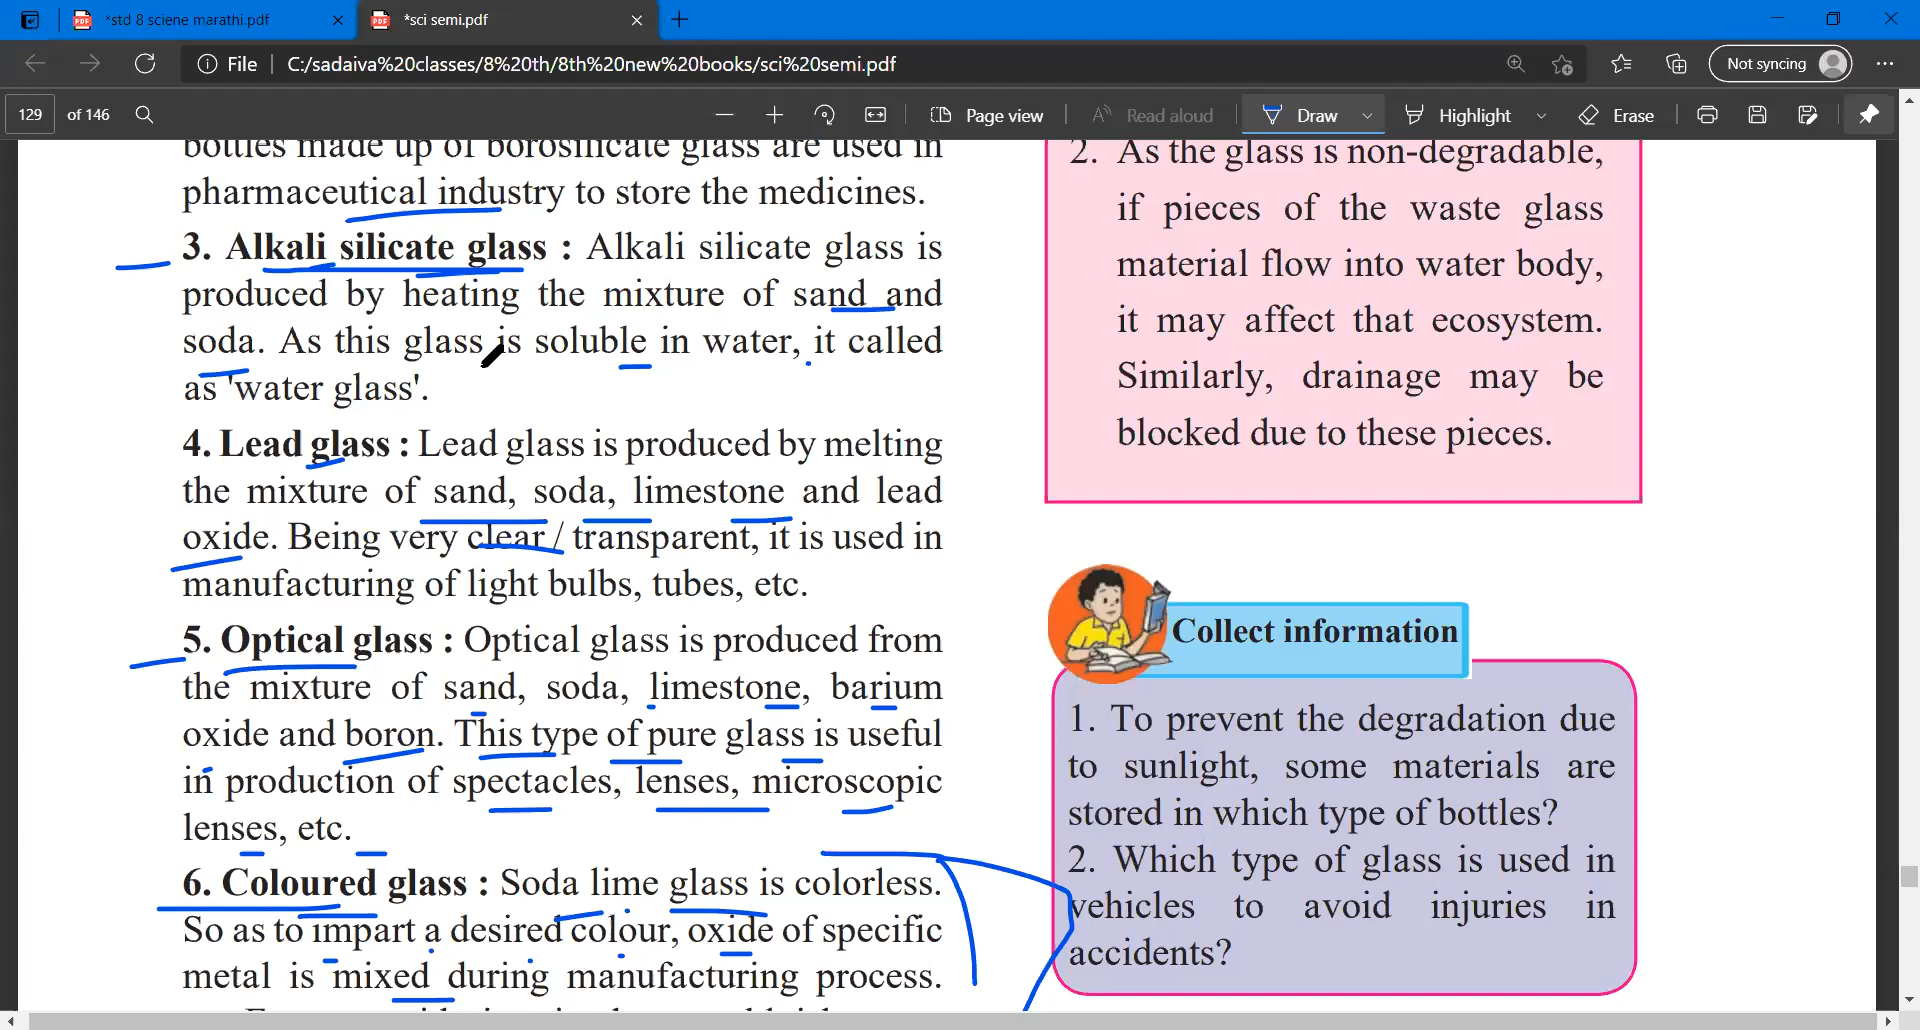 *std 8 sciene marathi.pdf
*sci semi.pdf
File
C:/sadaiva%20classes/8%20th/8th%20new%20books/sci%20semi.pdf
Not syncing
129 of 146
Page view
Read aloud
Draw
Highlight
Erase
bottles made up of borosilicate glass are used in
pharmaceutical industry to store the medicines.
3. Alkali silicate glass : Alkali silicate glass is
produced by heating the mixture of sand and
soda. As this glass is soluble in water, it called
as 'water glass'.
4. Lead glass : Lead glass is produced by melting
the mixture of sand, soda, limestone and lead
oxide. Being very clear / transparent, it is used in
manufacturing of light bulbs, tubes, etc.
5. Optical glass : Optical glass is produced from
the mixture of sand, soda, limestone, barium
oxide and boron. This type of pure glass is useful
in production of spectacles, lenses, microscopic
lenses, etc.
6. Coloured glass : Soda lime glass is colorless.
So as to impart a desired colour, oxide of specific
metal is mixed during manufacturing process.
2. As the glass is non-degradable,
if pieces of the waste glass
material flow into water body,
it may affect that ecosystem.
Similarly, drainage may be
blocked due to these pieces.
Collect information
1. To prevent the degradation due
to sunlight, some materials are
stored in which type of bottles?
2. Which type of glass is used in
vehicles to avoid injuries in
accidents?